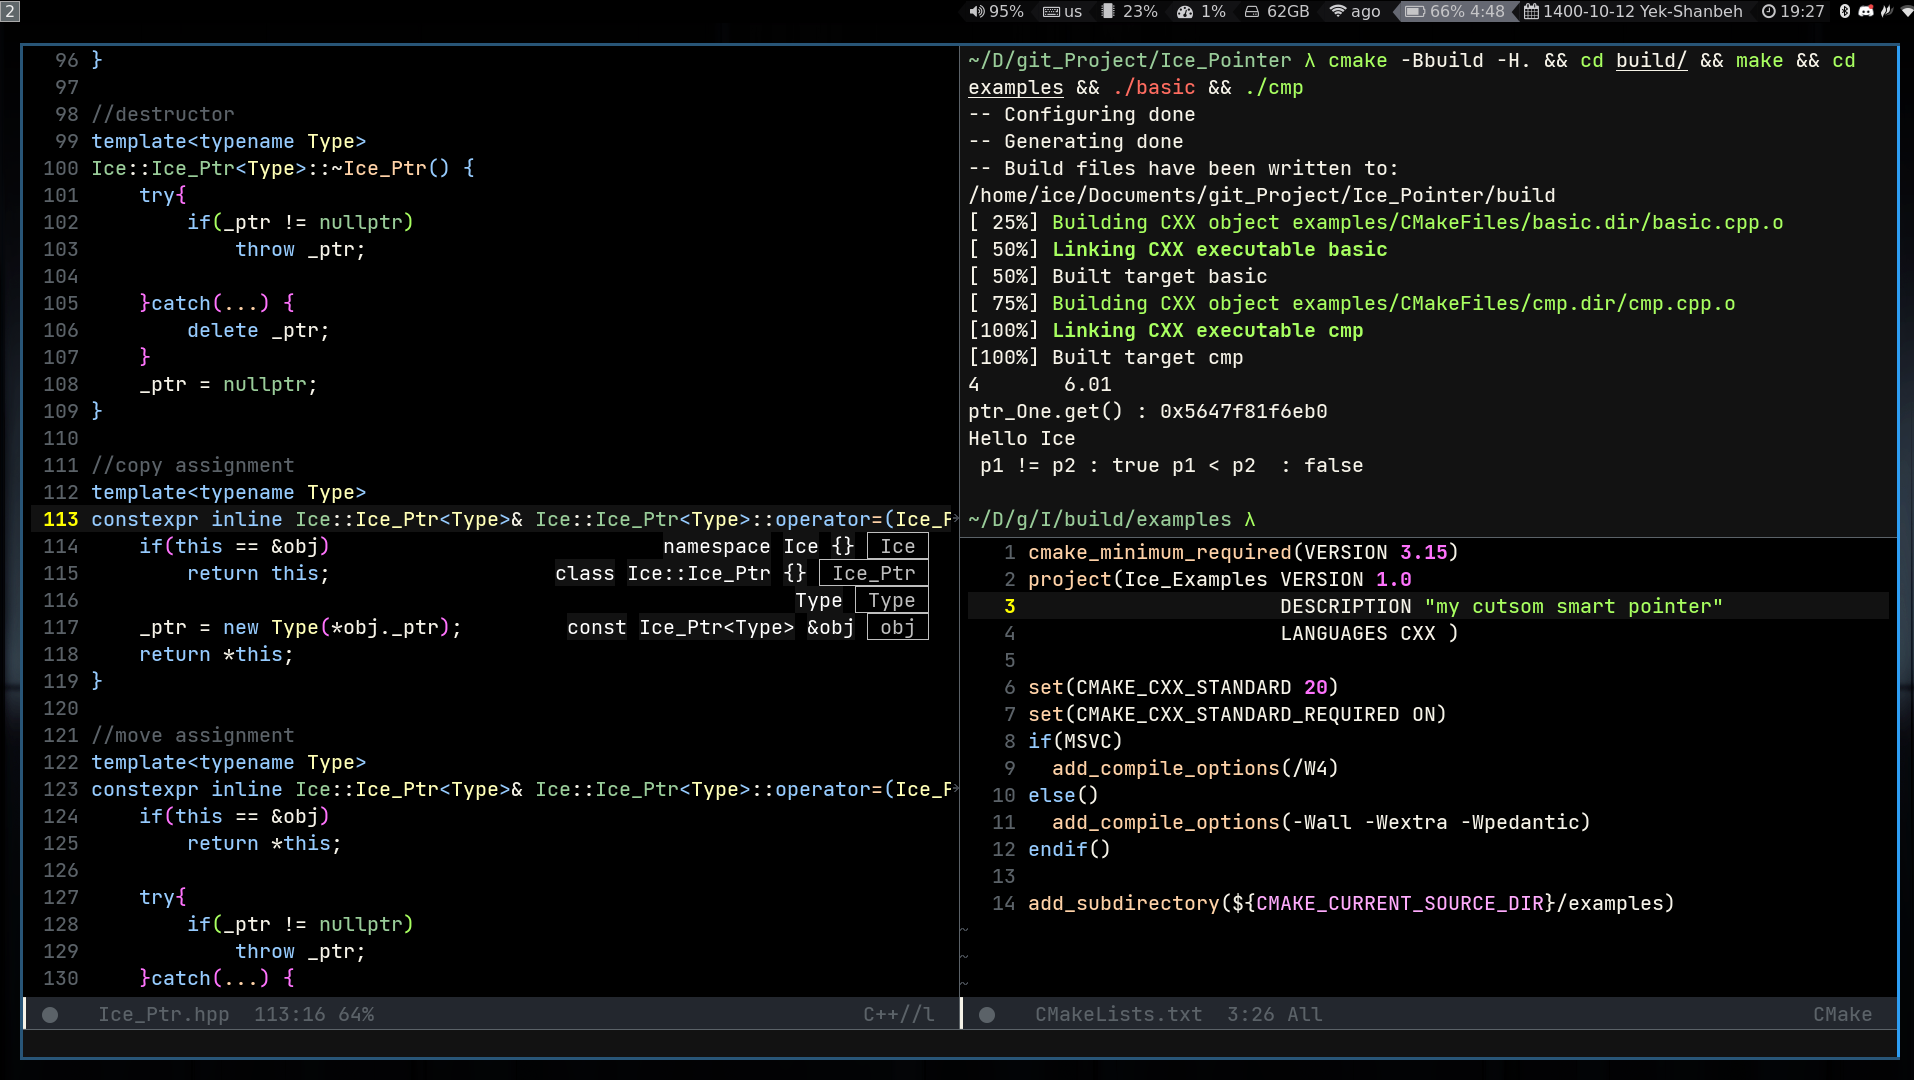 2
95% us 23% 1% 62GB ago 66% 4:48 1400-10-12 Yek-Shanbeh 19:27
96 }
97
98 //destructor
99 template<typename Type>
100 Ice::Ice_Ptr<Type>::~Ice_Ptr() {
101     try{
102         if(_ptr != nullptr)
103             throw _ptr;
104
105     }catch(...) {
106         delete _ptr;
107     }
108     _ptr = nullptr;
109 }
110
111 //copy assignment
112 template<typename Type>
113 constexpr inline Ice::Ice_Ptr<Type>& Ice::Ice_Ptr<Type>::operator=(Ice_
114     if(this == &obj) namespace Ice {} Ice
115         return this; class Ice::Ice_Ptr {} Ice_Ptr
116 Type Type
117     _ptr = new Type(*obj._ptr); const Ice_Ptr<Type> &obj obj
118     return *this;
119 }
120
121 //move assignment
122 template<typename Type>
123 constexpr inline Ice::Ice_Ptr<Type>& Ice::Ice_Ptr<Type>::operator=(Ice_
124     if(this == &obj)
125         return *this;
126
127     try{
128         if(_ptr != nullptr)
129             throw _ptr;
130     }catch(...) {
Ice_Ptr.hpp 113:16 64% C++//l
~/D/git_Project/Ice_Pointer λ cmake -Bbuild -H. && cd build/ && make && cd
examples && ./basic && ./cmp
-- Configuring done
-- Generating done
-- Build files have been written to:
/home/ice/Documents/git_Project/Ice_Pointer/build
[ 25%] Building CXX object examples/CMakeFiles/basic.dir/basic.cpp.o
[ 50%] Linking CXX executable basic
[ 50%] Built target basic
[ 75%] Building CXX object examples/CMakeFiles/cmp.dir/cmp.cpp.o
[100%] Linking CXX executable cmp
[100%] Built target cmp
4       6.01
ptr_One.get() : 0x5647f81f6eb0
Hello Ice
 p1 != p2 : true p1 < p2  : false
~/D/g/I/build/examples λ
1 cmake_minimum_required(VERSION 3.15)
2 project(Ice_Examples VERSION 1.0
3                      DESCRIPTION "my cutsom smart pointer"
4                      LANGUAGES CXX )
5
6 set(CMAKE_CXX_STANDARD 20)
7 set(CMAKE_CXX_STANDARD_REQUIRED ON)
8 if(MSVC)
9   add_compile_options(/W4)
10 else()
11   add_compile_options(-Wall -Wextra -Wpedantic)
12 endif()
13
14 add_subdirectory(${CMAKE_CURRENT_SOURCE_DIR}/examples)
~
~
~
CMakeLists.txt 3:26 All CMake